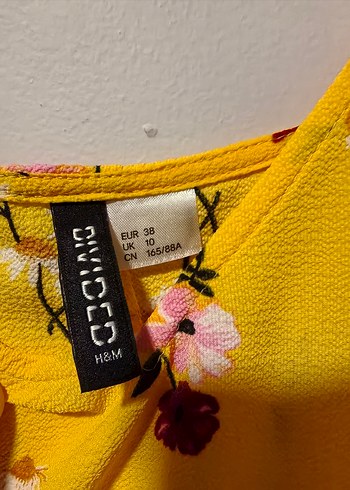 DIVIDED
H&M
EUR 38
UK 10
CN 165/88A